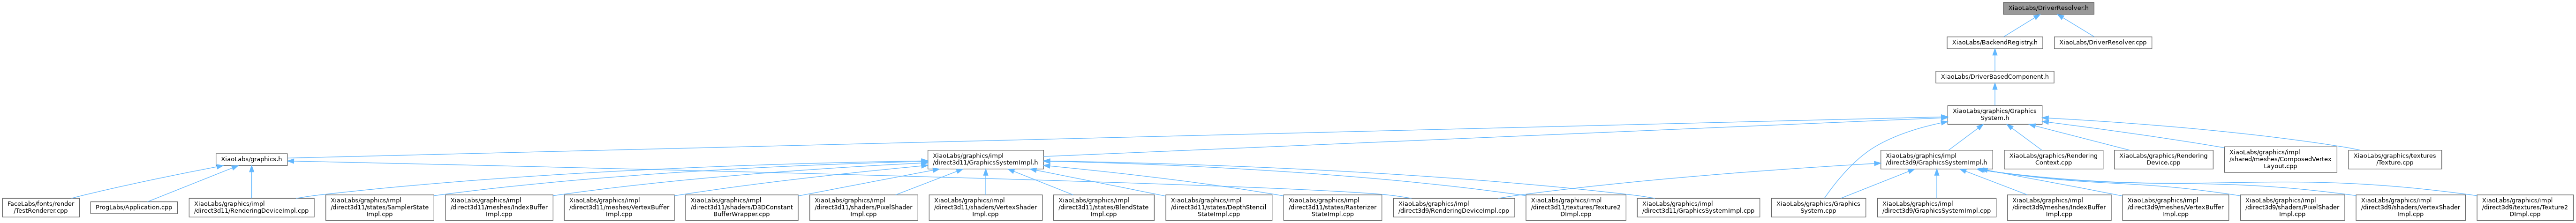 XiaoLabs/DriverResolver.h
XiaoLabs/BackendRegistry.h
XiaoLabs/DriverResolver.cpp
XiaoLabs/DriverBasedComponent.h
XiaoLabs/graphics/Graphics
System.h
XiaoLabs/graphics.h
XiaoLabs/graphics/impl
/direct3d11/GraphicsSystemImpl.h
XiaoLabs/graphics/impl
/direct3d9/GraphicsSystemImpl.h
XiaoLabs/graphics/Rendering
Context.cpp
XiaoLabs/graphics/Rendering
Device.cpp
XiaoLabs/graphics/impl
/shared/meshes/ComposedVertex
Layout.cpp
XiaoLabs/graphics/textures
/Texture.cpp
FaceLabs/fonts/render
/TestRenderer.cpp
ProgLabs/Application.cpp
XiaoLabs/graphics/impl
/direct3d11/RenderingDeviceImpl.cpp
XiaoLabs/graphics/impl
/direct3d11/states/SamplerState
Impl.cpp
XiaoLabs/graphics/impl
/direct3d11/meshes/IndexBuffer
Impl.cpp
XiaoLabs/graphics/impl
/direct3d11/meshes/VertexBuffer
Impl.cpp
XiaoLabs/graphics/impl
/direct3d11/shaders/D3DConstant
BufferWrapper.cpp
XiaoLabs/graphics/impl
/direct3d11/shaders/PixelShader
Impl.cpp
XiaoLabs/graphics/impl
/direct3d11/shaders/VertexShader
Impl.cpp
XiaoLabs/graphics/impl
/direct3d11/states/BlendState
Impl.cpp
XiaoLabs/graphics/impl
/direct3d11/states/DepthStencil
StateImpl.cpp
XiaoLabs/graphics/impl
/direct3d11/states/Rasterizer
StateImpl.cpp
XiaoLabs/graphics/impl
/direct3d9/RenderingDeviceImpl.cpp
XiaoLabs/graphics/impl
/direct3d11/textures/Texture2
DImpl.cpp
XiaoLabs/graphics/impl
/direct3d11/GraphicsSystemImpl.cpp
XiaoLabs/graphics/Graphics
System.cpp
XiaoLabs/graphics/impl
/direct3d9/GraphicsSystemImpl.cpp
XiaoLabs/graphics/impl
/direct3d9/meshes/IndexBuffer
Impl.cpp
XiaoLabs/graphics/impl
/direct3d9/meshes/VertexBuffer
Impl.cpp
XiaoLabs/graphics/impl
/direct3d9/shaders/PixelShader
Impl.cpp
XiaoLabs/graphics/impl
/direct3d9/shaders/VertexShader
Impl.cpp
XiaoLabs/graphics/impl
/direct3d9/textures/Texture2
DImpl.cpp